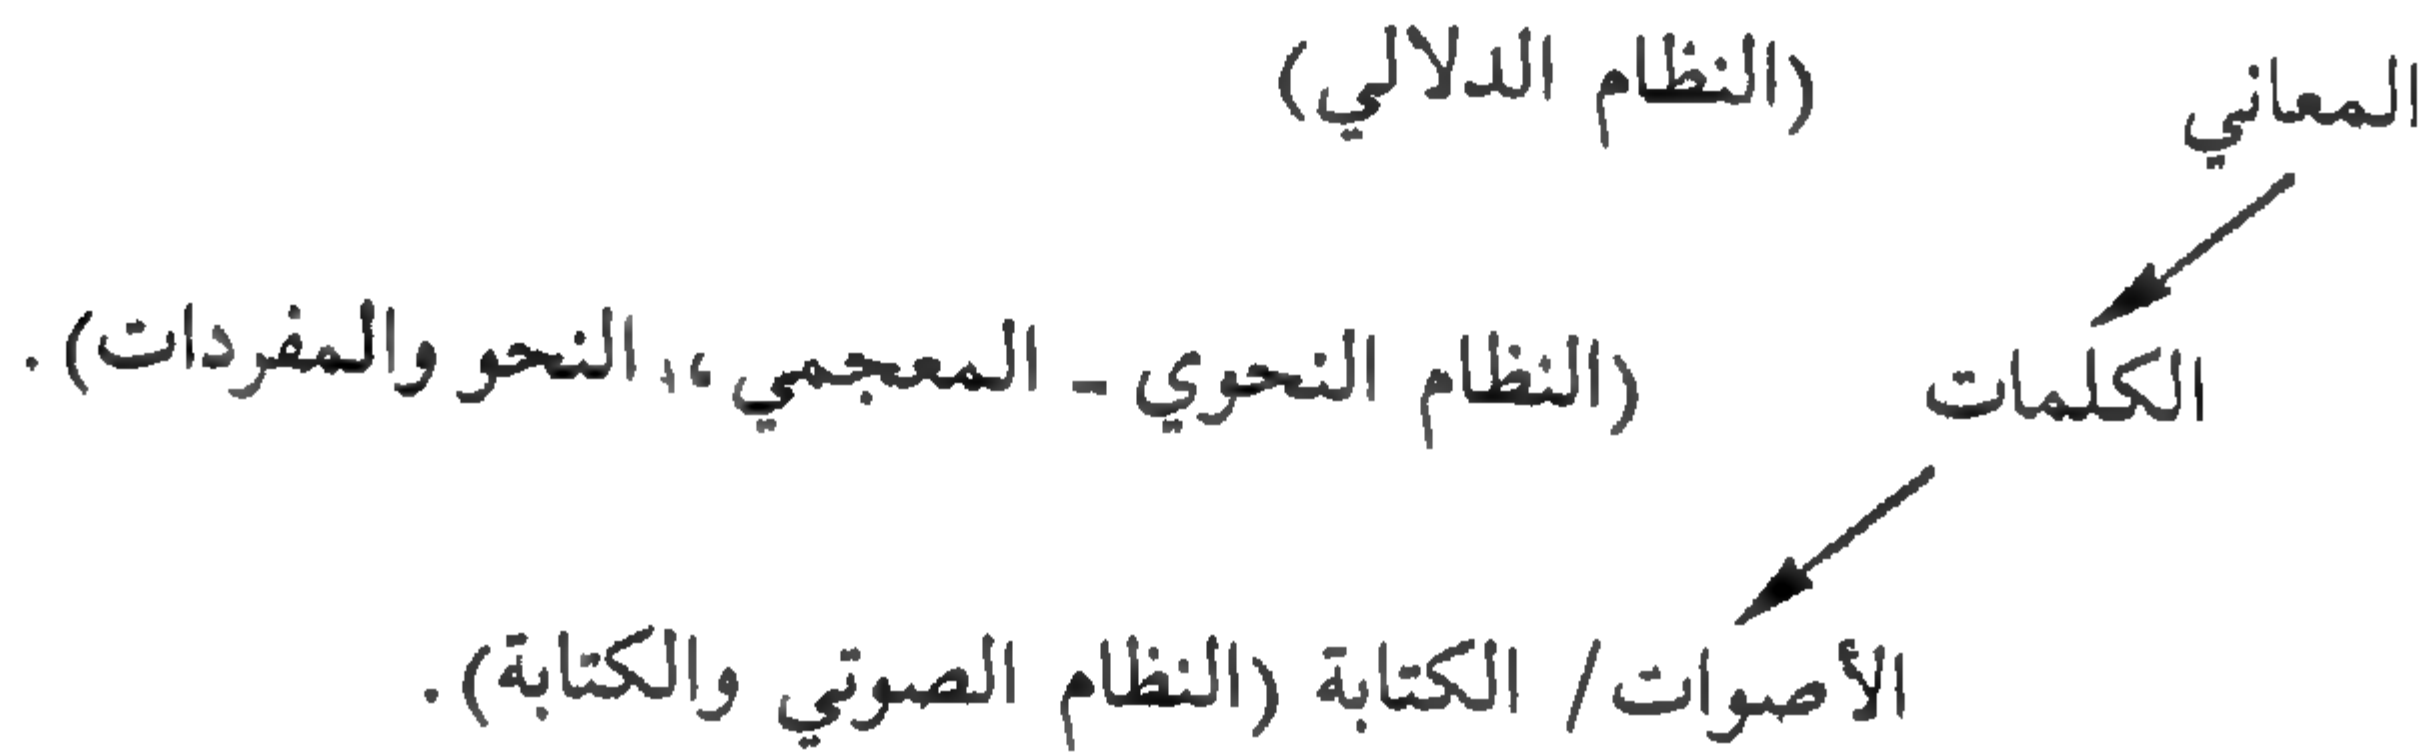 المعاني (النظام الدلالي)
الكلمات (النظام النحوي - المعجمي، النحو والمفردات).
الأصوات/ الكتابة (النظام الصوتي والكتابة).